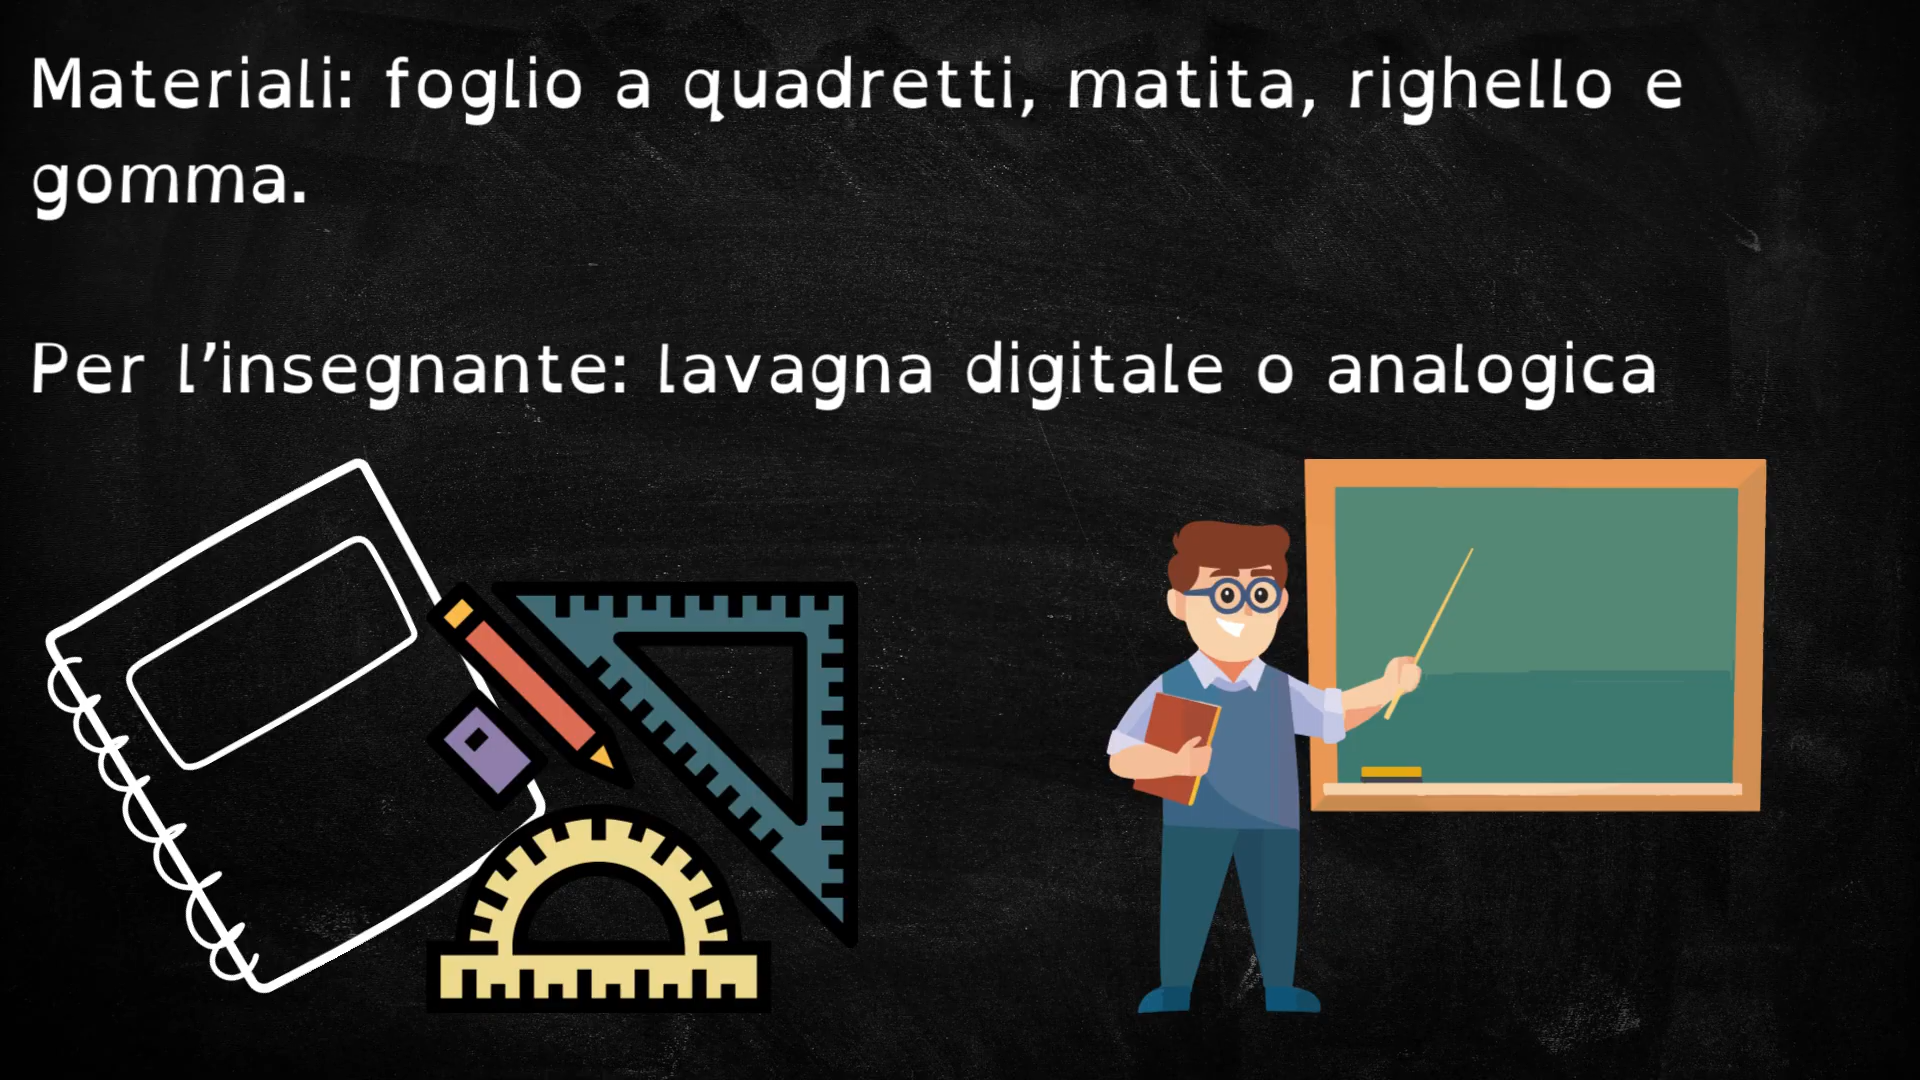 Materiali: foglio a quadretti, matita, righello e
gomma.
Per l’insegnante: lavagna digitale o analogica